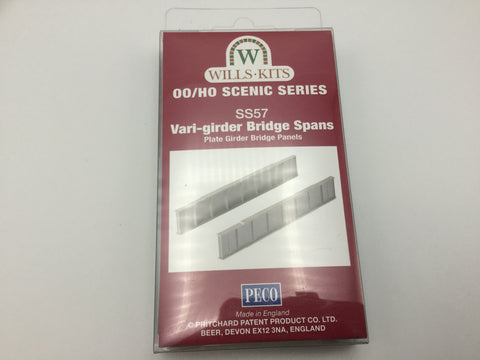 W
WILLS·KITS
OO/HO SCENIC SERIES
SS57
Vari-girder Bridge Spans
Plate Girder Bridge Panels
PECO
Made in England
© PRITCHARD PATENT PRODUCT CO. LTD.
BEER, DEVON EX12 3NA, ENGLAND